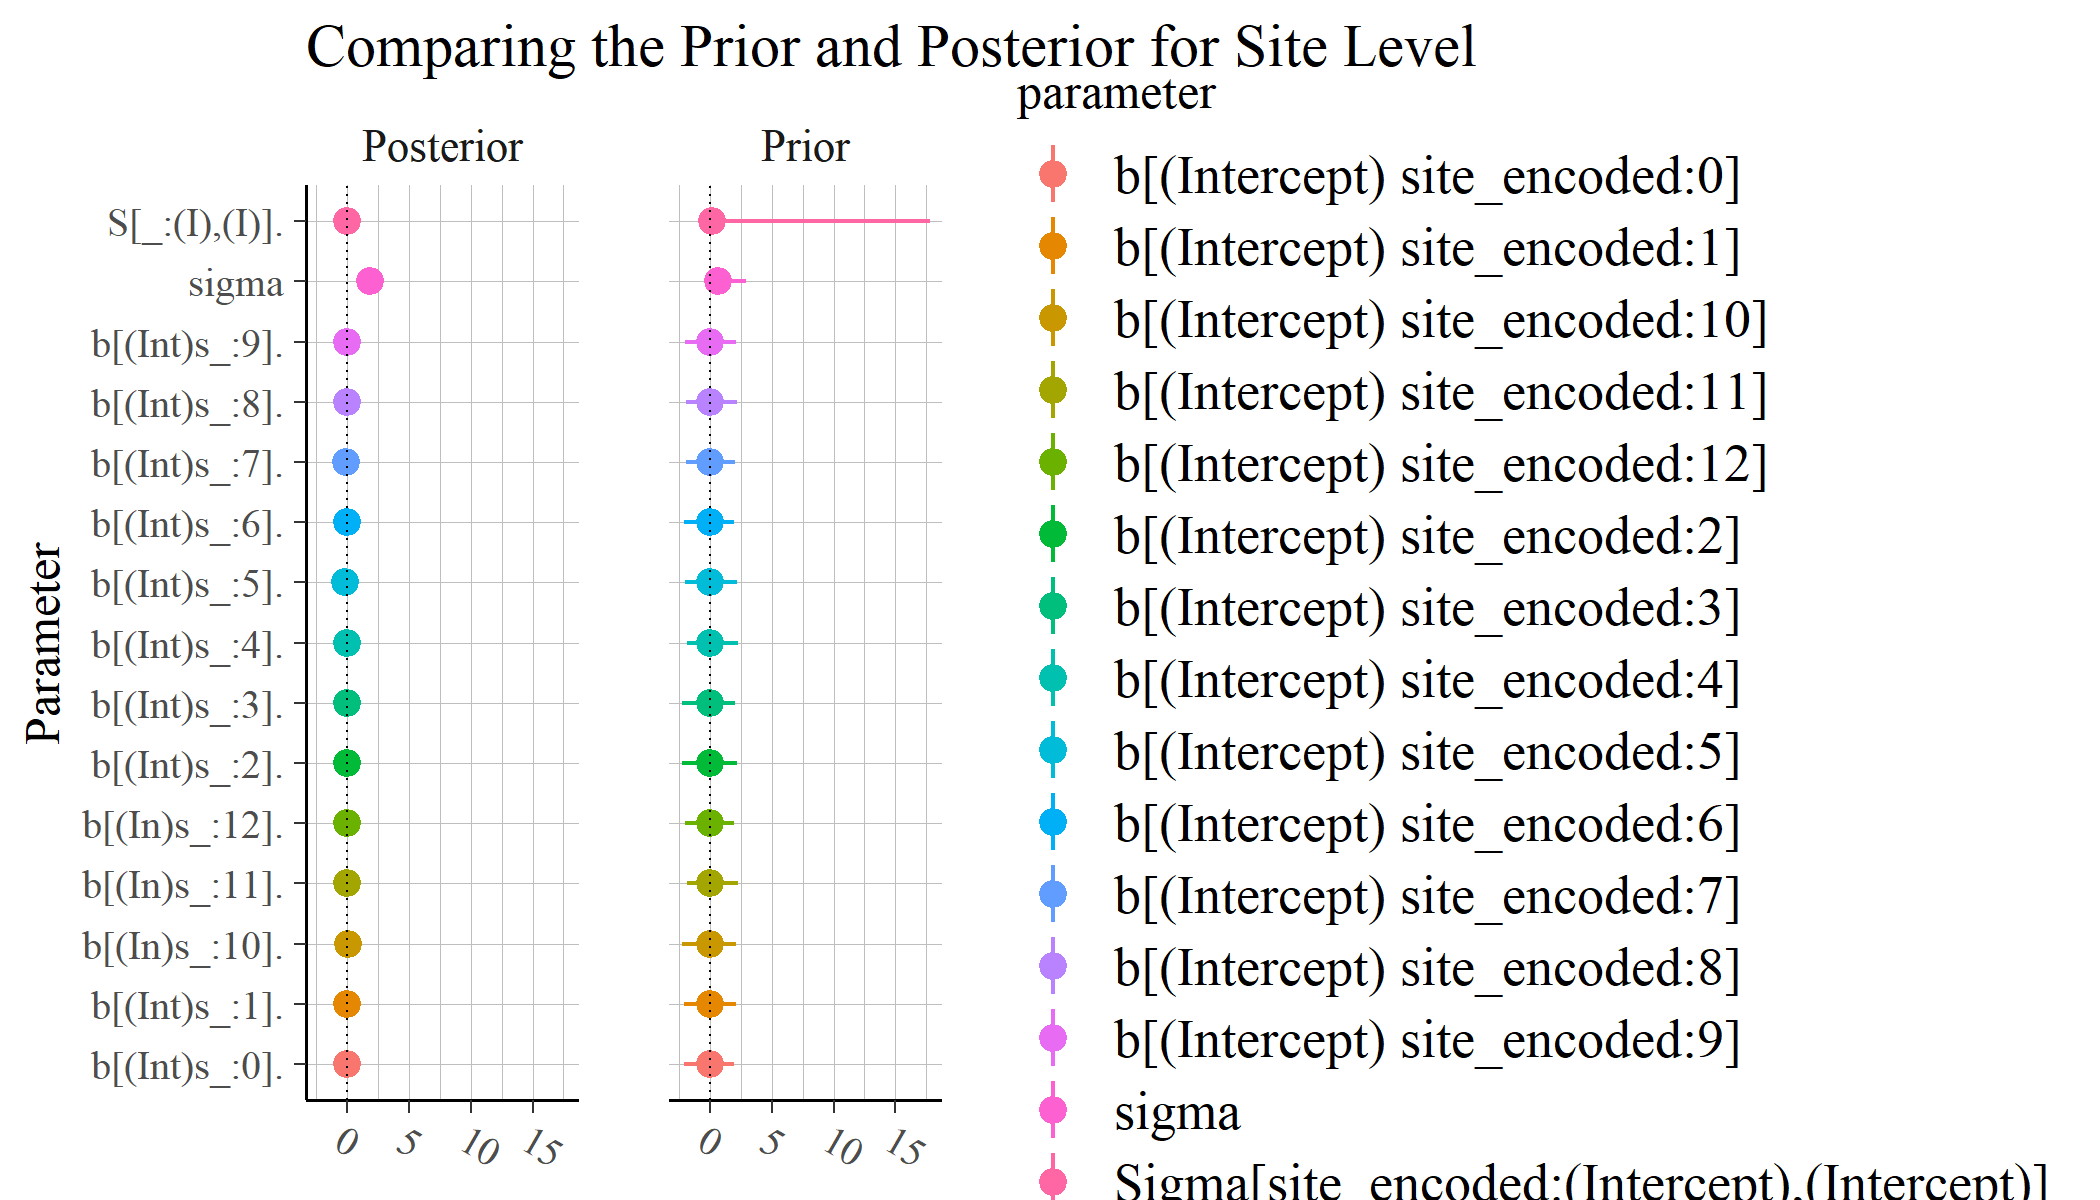 Comparing the Prior and Posterior for Site Level
Parameter
Posterior
Prior
S[_:(I),(I)].
sigma
b[(Int)s_:9].
b[(Int)s_:8].
b[(Int)s_:7].
b[(Int)s_:6].
b[(Int)s_:5].
b[(Int)s_:4].
b[(Int)s_:3].
b[(Int)s_:2].
b[(In)s_:12].
b[(In)s_:11].
b[(In)s_:10].
b[(Int)s_:1].
b[(Int)s_:0].
0 5 10 15
0 5 10 15
parameter
b[(Intercept) site_encoded:0]
b[(Intercept) site_encoded:1]
b[(Intercept) site_encoded:10]
b[(Intercept) site_encoded:11]
b[(Intercept) site_encoded:12]
b[(Intercept) site_encoded:2]
b[(Intercept) site_encoded:3]
b[(Intercept) site_encoded:4]
b[(Intercept) site_encoded:5]
b[(Intercept) site_encoded:6]
b[(Intercept) site_encoded:7]
b[(Intercept) site_encoded:8]
b[(Intercept) site_encoded:9]
sigma
Sigma[site_encoded:(Intercept),(Intercept)]